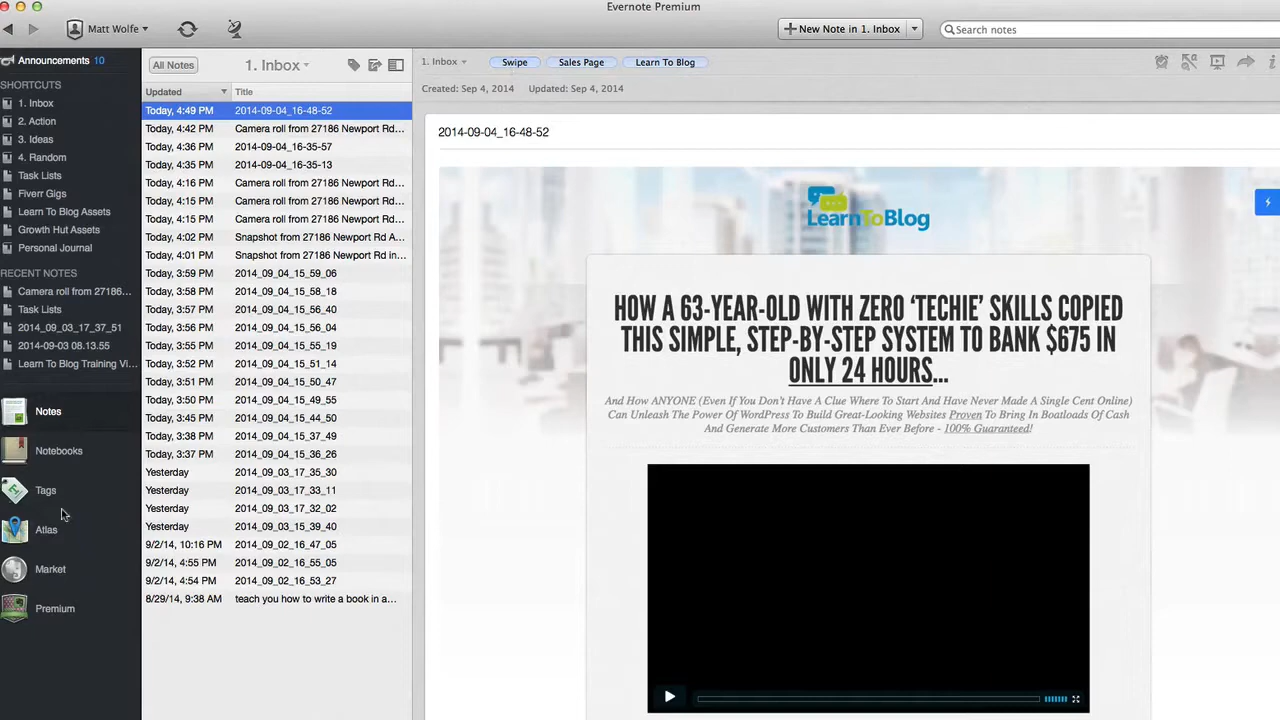 Evernote Premium
Matt Wolfe
New Note in 1. Inbox
Search notes
Announcements 10
SHORTCUTS
1. Inbox
2. Action
3. Ideas
4. Random
Task Lists
Fiverr Gigs
Learn To Blog Assets
Growth Hut Assets
Personal Journal
RECENT NOTES
Camera roll from 27186...
Task Lists
2014_09_03_17_37_51
2014-09-03 08.13.55
Learn To Blog Training Vi...
Notes
Notebooks
Tags
Atlas
Market
Premium
All Notes
1. Inbox
Updated Title
Today, 4:49 PM 2014-09-04_16-48-52
Today, 4:42 PM Camera roll from 27186 Newport Rd...
Today, 4:36 PM 2014-09-04_16-35-57
Today, 4:35 PM 2014-09-04_16-35-13
Today, 4:16 PM Camera roll from 27186 Newport Rd...
Today, 4:15 PM Camera roll from 27186 Newport Rd...
Today, 4:15 PM Camera roll from 27186 Newport Rd...
Today, 4:02 PM Snapshot from 27186 Newport Rd A...
Today, 4:01 PM Snapshot from 27186 Newport Rd in...
Today, 3:59 PM 2014_09_04_15_59_06
Today, 3:58 PM 2014_09_04_15_58_18
Today, 3:57 PM 2014_09_04_15_56_40
Today, 3:56 PM 2014_09_04_15_56_04
Today, 3:55 PM 2014_09_04_15_55_19
Today, 3:52 PM 2014_09_04_15_51_14
Today, 3:51 PM 2014_09_04_15_50_47
Today, 3:50 PM 2014_09_04_15_49_55
Today, 3:45 PM 2014_09_04_15_44_50
Today, 3:38 PM 2014_09_04_15_37_49
Today, 3:37 PM 2014_09_04_15_36_26
Yesterday 2014_09_03_17_35_30
Yesterday 2014_09_03_17_33_11
Yesterday 2014_09_03_17_32_02
Yesterday 2014_09_03_15_39_40
9/2/14, 10:16 PM 2014_09_02_16_47_05
9/2/14, 4:55 PM 2014_09_02_16_55_05
9/2/14, 4:54 PM 2014_09_02_16_53_27
8/29/14, 9:38 AM teach you how to write a book in a...
1. Inbox Swipe Sales Page Learn To Blog
Created: Sep 4, 2014 Updated: Sep 4, 2014
2014-09-04_16-48-52
LearnToBlog
HOW A 63-YEAR-OLD WITH ZERO ‘TECHIE’ SKILLS COPIED
THIS SIMPLE, STEP-BY-STEP SYSTEM TO BANK $675 IN
ONLY 24 HOURS...
And How ANYONE (Even If You Don't Have A Clue Where To Start And Have Never Made A Single Cent Online)
Can Unleash The Power Of WordPress To Build Great-Looking Websites Proven To Bring In Boatloads Of Cash
And Generate More Customers Than Ever Before - 100% Guaranteed!